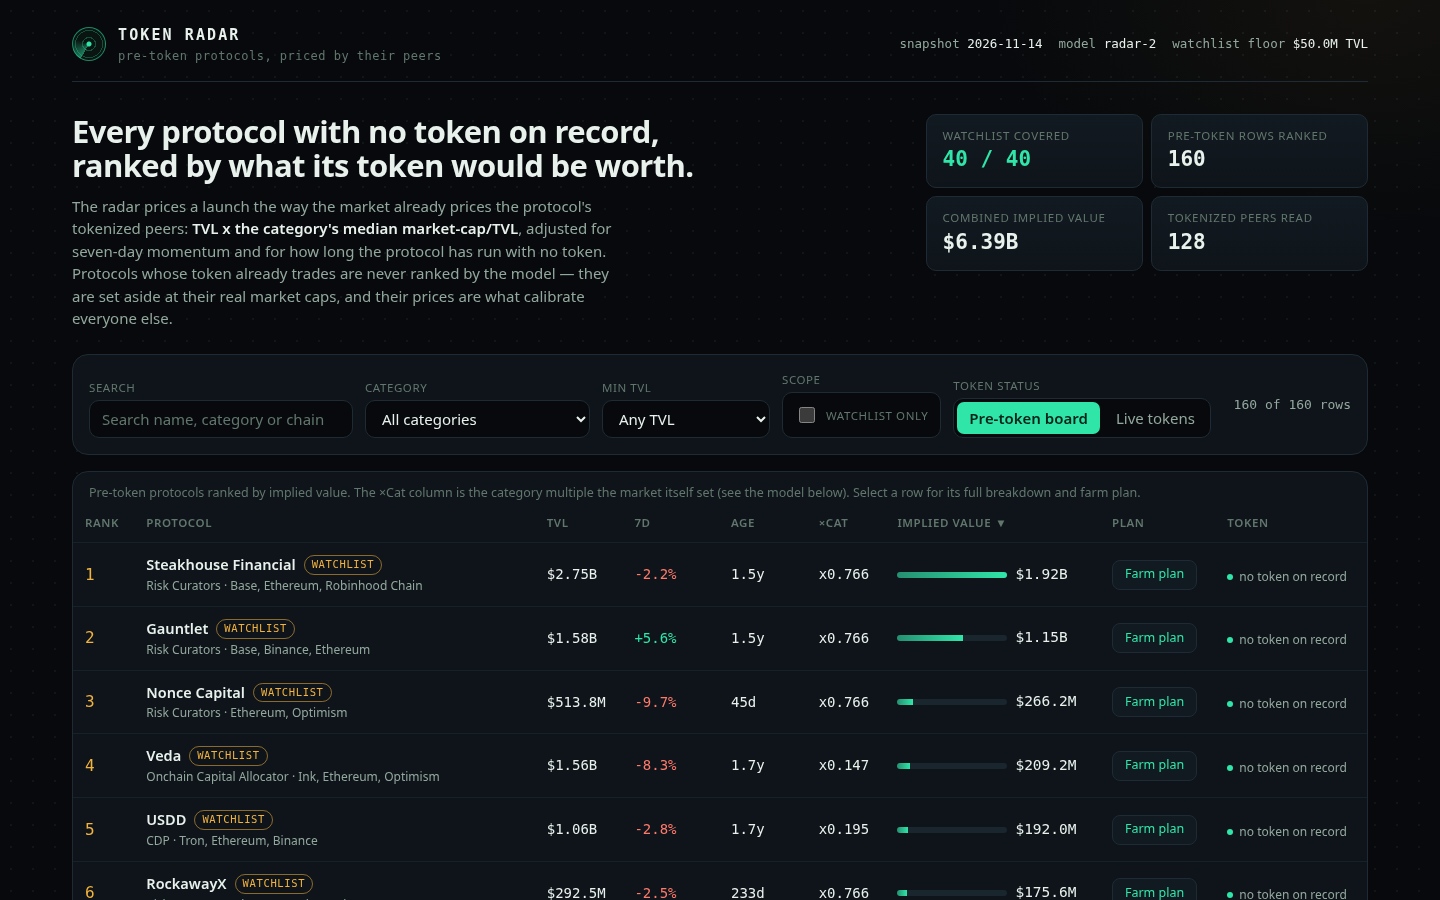 TOKEN RADAR
pre-token protocols, priced by their peers
snapshot 2026-11-14 model radar-2 watchlist floor $50.0M TVL
Every protocol with no token on record,
ranked by what its token would be worth.
The radar prices a launch the way the market already prices the protocol's
tokenized peers: TVL x the category's median market-cap/TVL, adjusted for
seven-day momentum and for how long the protocol has run with no token.
Protocols whose token already trades are never ranked by the model — they
are set aside at their real market caps, and their prices are what calibrate
everyone else.
WATCHLIST COVERED
40 / 40
PRE-TOKEN ROWS RANKED
160
COMBINED IMPLIED VALUE
$6.39B
TOKENIZED PEERS READ
128
SEARCH
Search name, category or chain
CATEGORY
All categories
MIN TVL
Any TVL
SCOPE
WATCHLIST ONLY
TOKEN STATUS
Pre-token board Live tokens
160 of 160 rows
Pre-token protocols ranked by implied value. The ×Cat column is the category multiple the market itself set (see the model below). Select a row for its full breakdown and farm plan.
RANK PROTOCOL TVL 7D AGE ×CAT IMPLIED VALUE ▼ PLAN TOKEN
1 Steakhouse Financial WATCHLIST $2.75B -2.2% 1.5y x0.766 $1.92B Farm plan no token on record
Risk Curators · Base, Ethereum, Robinhood Chain
2 Gauntlet WATCHLIST $1.58B +5.6% 1.5y x0.766 $1.15B Farm plan no token on record
Risk Curators · Base, Binance, Ethereum
3 Nonce Capital WATCHLIST $513.8M -9.7% 45d x0.766 $266.2M Farm plan no token on record
Risk Curators · Ethereum, Optimism
4 Veda WATCHLIST $1.56B -8.3% 1.7y x0.147 $209.2M Farm plan no token on record
Onchain Capital Allocator · Ink, Ethereum, Optimism
5 USDD WATCHLIST $1.06B -2.8% 1.7y x0.195 $192.0M Farm plan no token on record
CDP · Tron, Ethereum, Binance
6 RockawayX WATCHLIST $292.5M -2.5% 233d x0.766 $175.6M Farm plan no token on record